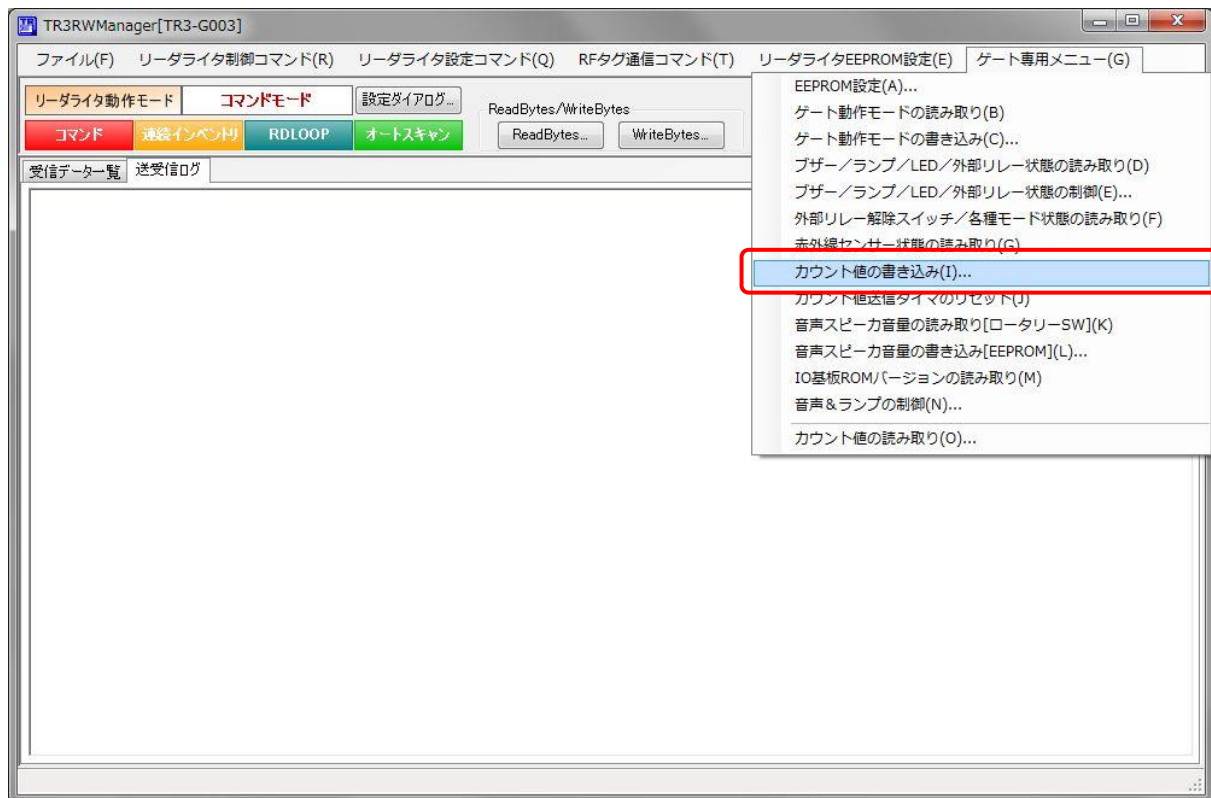 TR3RWManager[TR3-G003]
ファイル(F) リーダライタ制御コマンド(R) リーダライタ設定コマンド(Q) RFタグ通信コマンド(T) リーダライタEEPROM設定(E) ゲート専用メニュー(G)
リーダライタ動作モード コマンドモード 設定ダイアログ...
ReadBytes/WriteBytes
コマンド 連続インベントリ RDLOOP オートスキャン ReadBytes... WriteBytes...
受信データ一覧 送受信ログ
EEPROM設定(A)...
ゲート動作モードの読み取り(B)
ゲート動作モードの書き込み(C)...
ブザー／ランプ／LED／外部リレー状態の読み取り(D)
ブザー／ランプ／LED／外部リレー状態の制御(E)...
外部リレー解除スイッチ／各種モード状態の読み取り(F)
赤外線センサー状態の読み取り(G)
カウント値の書き込み(I)...
カウント値送信タイマのリセット(J)
音声スピーカ音量の読み取り[ロータリーSW](K)
音声スピーカ音量の書き込み[EEPROM](L)...
IO基板ROMバージョンの読み取り(M)
音声＆ランプの制御(N)...
カウント値の読み取り(O)...